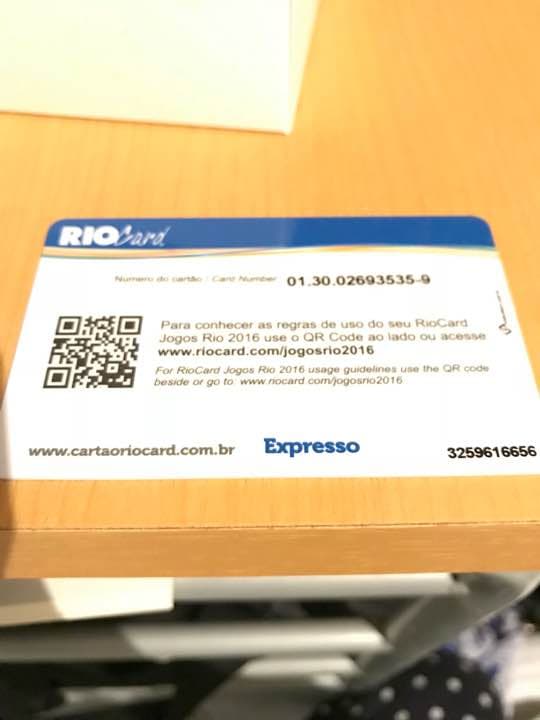 RIOCard
Numero do cartão / Card Number 01.30.02693535-9
Para conhecer as regras de uso do seu RioCard
Jogos Rio 2016 use o QR Code ao lado ou acesse
www.riocard.com/jogosrio2016
For RioCard Jogos Rio 2016 usage guidelines use the QR code
beside or go to: www.riocard.com/jogosrio2016
www.cartaoriocard.com.br Expresso 3259616656